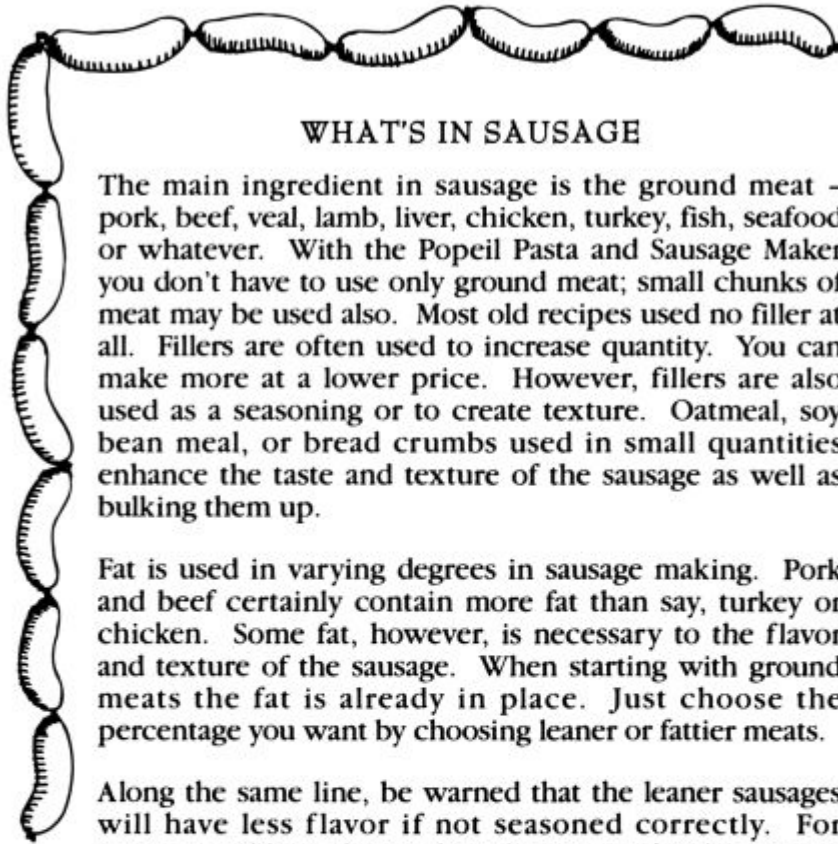 WHAT'S IN SAUSAGE
The main ingredient in sausage is the ground meat -
pork, beef, veal, lamb, liver, chicken, turkey, fish, seafood
or whatever. With the Popeil Pasta and Sausage Maker
you don't have to use only ground meat; small chunks of
meat may be used also. Most old recipes used no filler at
all. Fillers are often used to increase quantity. You can
make more at a lower price. However, fillers are also
used as a seasoning or to create texture. Oatmeal, soy
bean meal, or bread crumbs used in small quantities
enhance the taste and texture of the sausage as well as
bulking them up.
Fat is used in varying degrees in sausage making. Pork
and beef certainly contain more fat than say, turkey or
chicken. Some fat, however, is necessary to the flavor
and texture of the sausage. When starting with ground
meats the fat is already in place. Just choose the
percentage you want by choosing leaner or fattier meats.
Along the same line, be warned that the leaner sausages
will have less flavor if not seasoned correctly. For